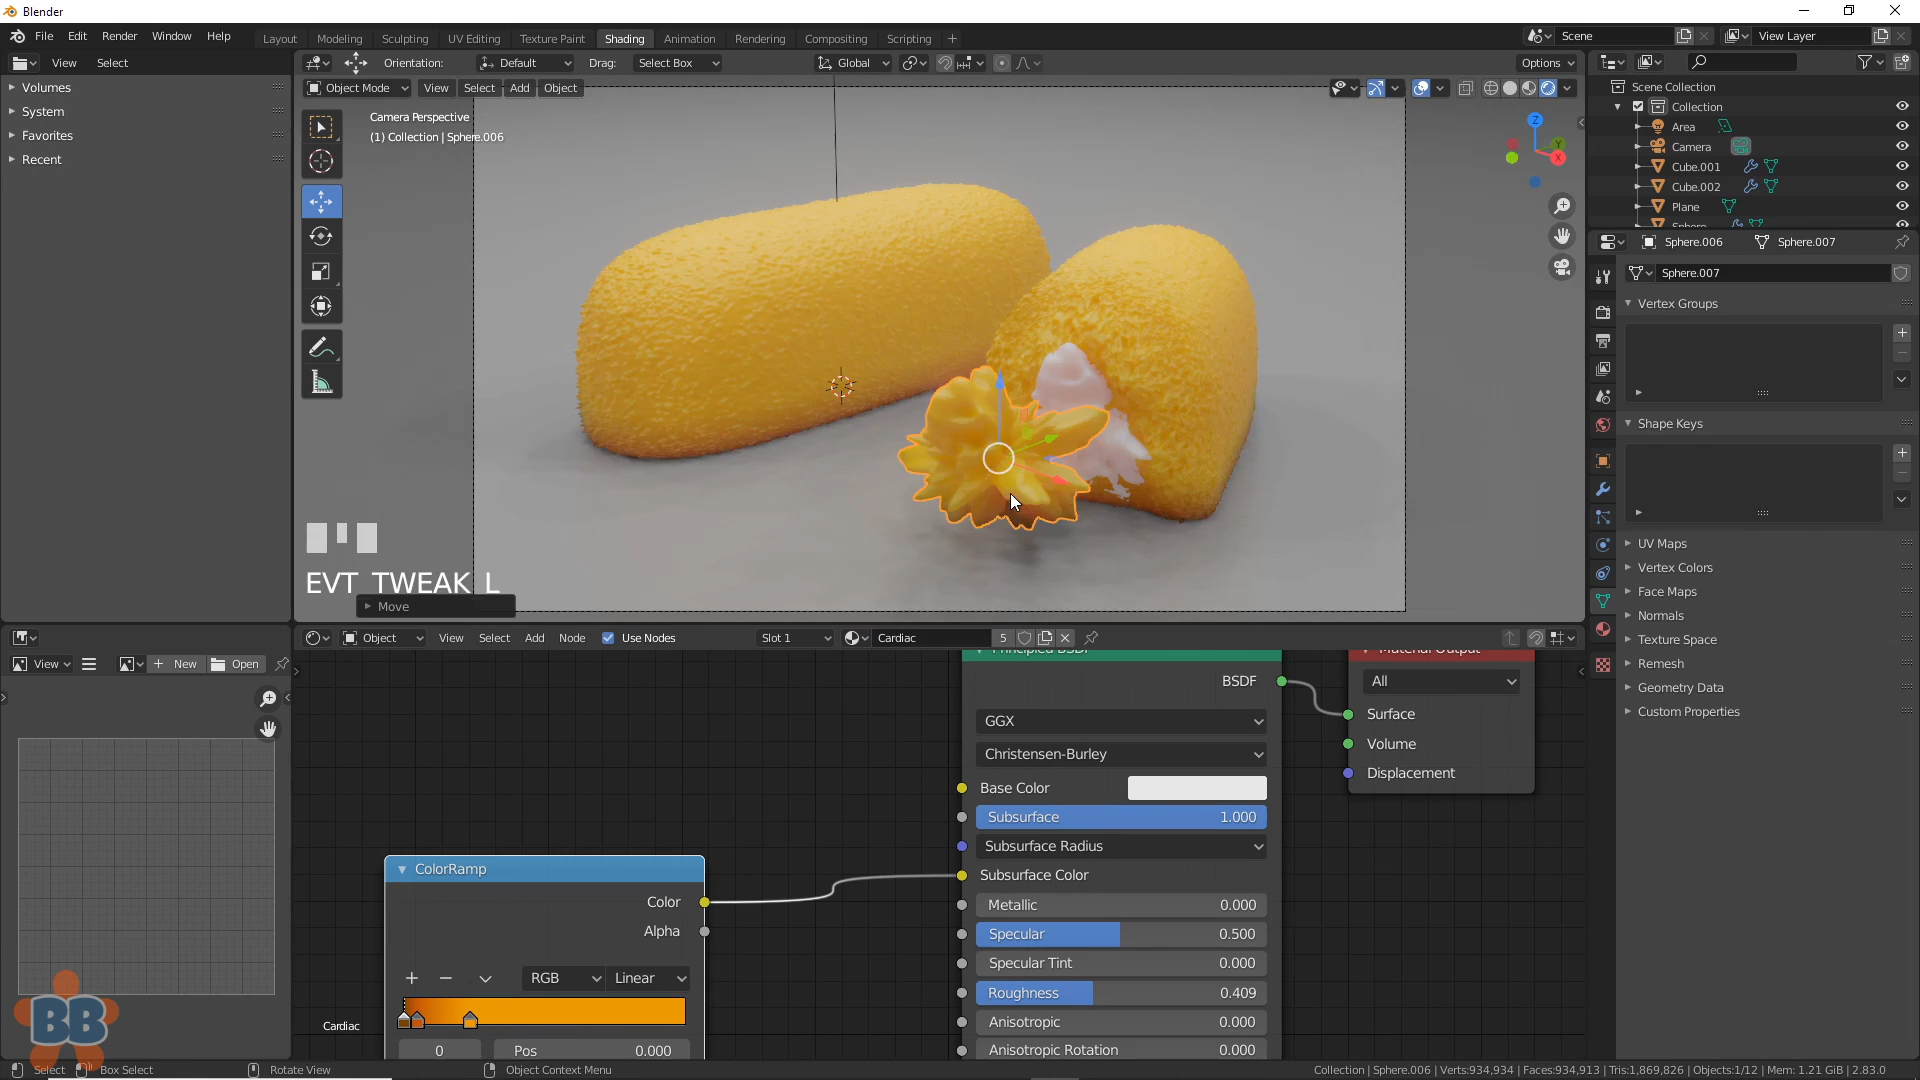 Blender
File Edit Render Window Help
Layout Modeling Sculpting UV Editing Texture Paint Shading Animation Rendering Compositing Scripting +
Scene View Layer
View Select
Orientation: Default Drag: Select Box Global Options
Volumes
System
Favorites
Recent
Object Mode View Select Add Object
Camera Perspective
(1) Collection | Sphere.006
Z
Y
X
Scene Collection
Collection
Area
Camera
Cube.001
Cube.002
Plane
Sphere
Sphere.006 Sphere.007
Sphere.007
Vertex Groups
Shape Keys
UV Maps
Vertex Colors
Face Maps
Normals
Texture Space
Remesh
Geometry Data
Custom Properties
EVT_TWEAK_L
Move
View New Open
Object View Select Add Node Use Nodes Slot 1 Cardiac 5
Principled BSDF
BSDF
GGX
Christensen-Burley
Base Color
Subsurface 1.000
Subsurface Radius
Subsurface Color
Metallic 0.000
Specular 0.500
Specular Tint 0.000
Roughness 0.409
Anisotropic 0.000
Anisotropic Rotation 0.000
Material Output
All
Surface
Volume
Displacement
ColorRamp
Color
Alpha
RGB Linear
0 Pos 0.000
Cardiac
BB
Select Box Select Rotate View Object Context Menu
Collection | Sphere.006 | Verts:934,934 | Faces:934,913 | Tris:1,869,826 | Objects:1/12 | Mem: 1.21 GiB | 2.83.0